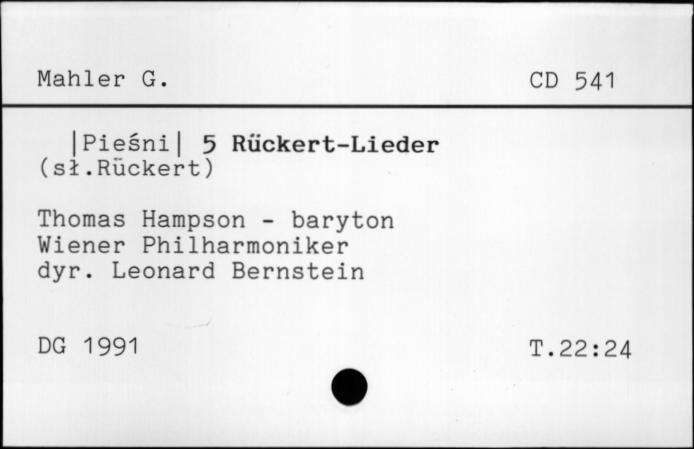 Mahler G. CD 541
|Pieśni| 5 Rückert-Lieder
(sł.Rückert)
Thomas Hampson - baryton
Wiener Philharmoniker
dyr. Leonard Bernstein
DG 1991 T.22:24